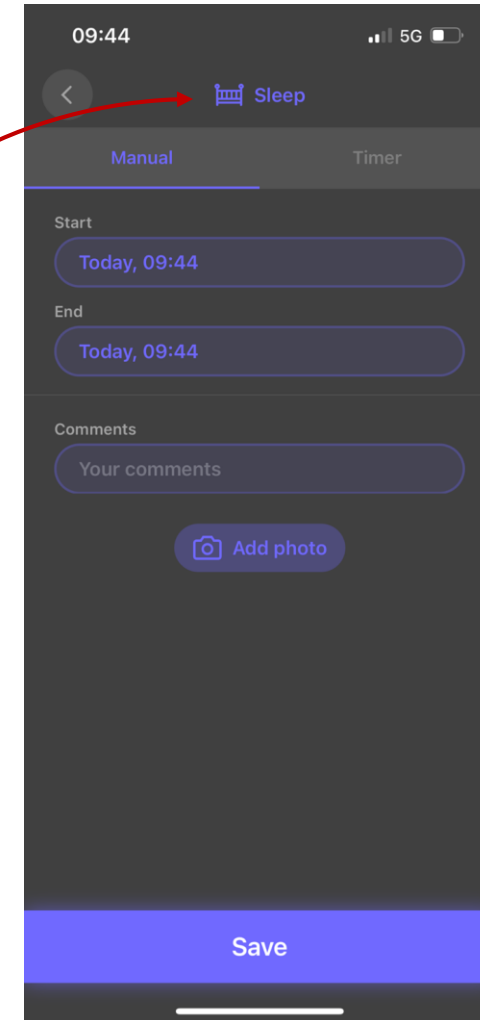 09:44 5G
Sleep
Manual Timer
Start
Today, 09:44
End
Today, 09:44
Comments
Your comments
Add photo
Save